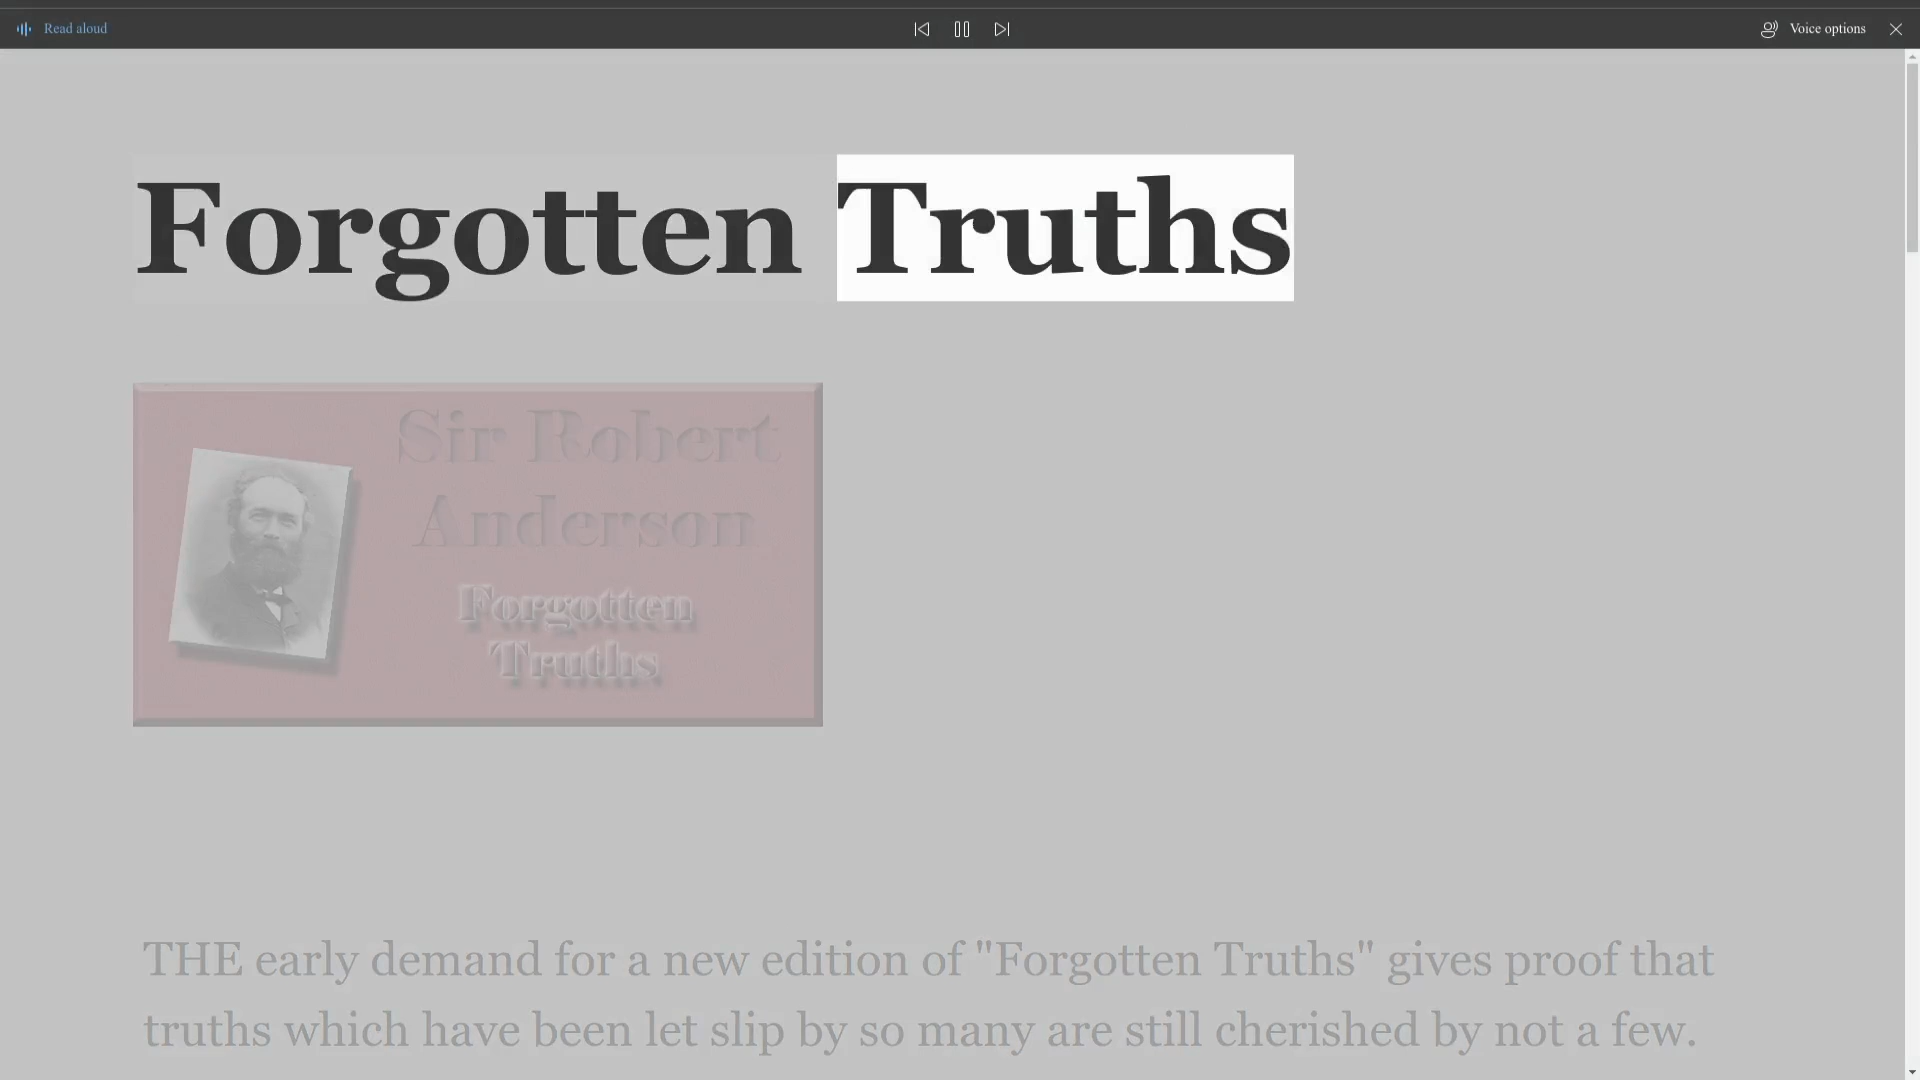 Read aloud
Voice options
Forgotten Truths
Sir Robert
Anderson
Forgotten
Truths
THE early demand for a new edition of "Forgotten Truths" gives proof that
truths which have been let slip by so many are still cherished by not a few.